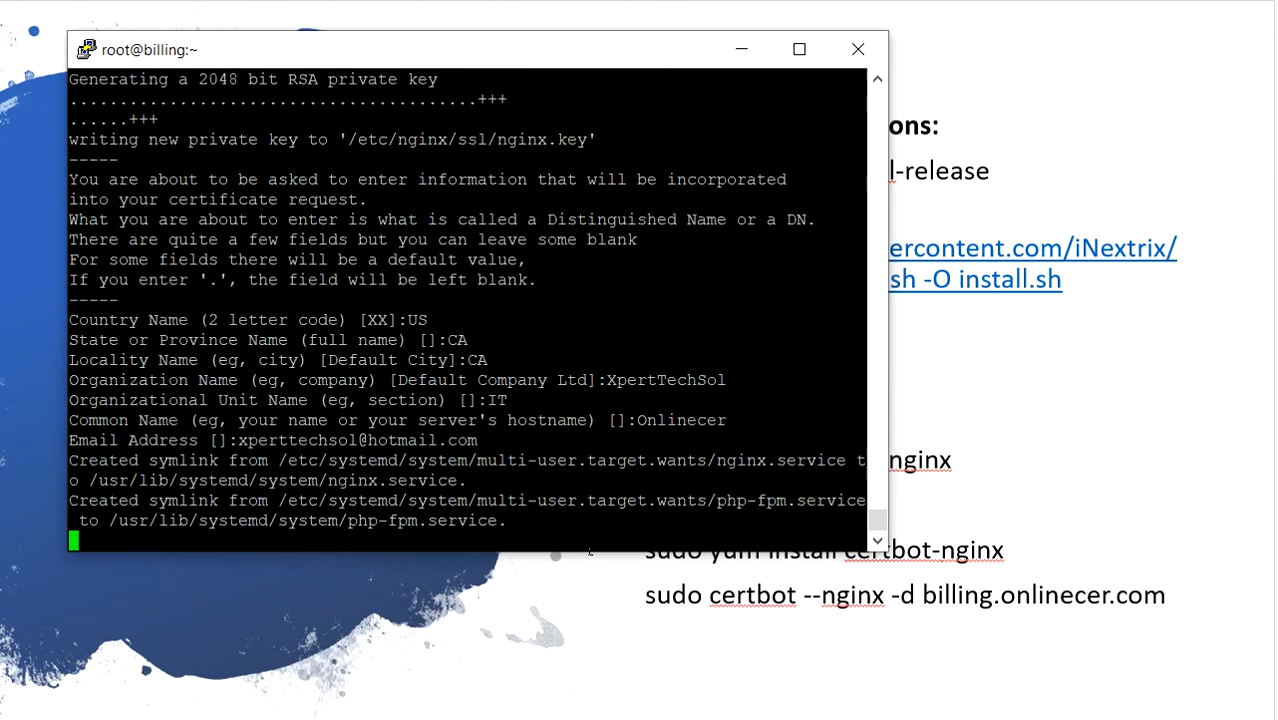 root@billing:~
Generating a 2048 bit RSA private key
.........................................+++
......+++
writing new private key to '/etc/nginx/ssl/nginx.key'
-----
You are about to be asked to enter information that will be incorporated
into your certificate request.
What you are about to enter is what is called a Distinguished Name or a DN.
There are quite a few fields but you can leave some blank
For some fields there will be a default value,
If you enter '.', the field will be left blank.
-----
Country Name (2 letter code) [XX]:US
State or Province Name (full name) []:CA
Locality Name (eg, city) [Default City]:CA
Organization Name (eg, company) [Default Company Ltd]:XpertTechSol
Organizational Unit Name (eg, section) []:IT
Common Name (eg, your name or your server's hostname) []:Onlinecer
Email Address []:xperttechsol@hotmail.com
Created symlink from /etc/systemd/system/multi-user.target.wants/nginx.service t
o /usr/lib/systemd/system/nginx.service.
Created symlink from /etc/systemd/system/multi-user.target.wants/php-fpm.service
to /usr/lib/systemd/system/php-fpm.service.
ons:
l-release
ercontent.com/iNextrix/
sh -O install.sh
nginx
sudo yum install certbot-nginx
sudo certbot --nginx -d billing.onlinecer.com